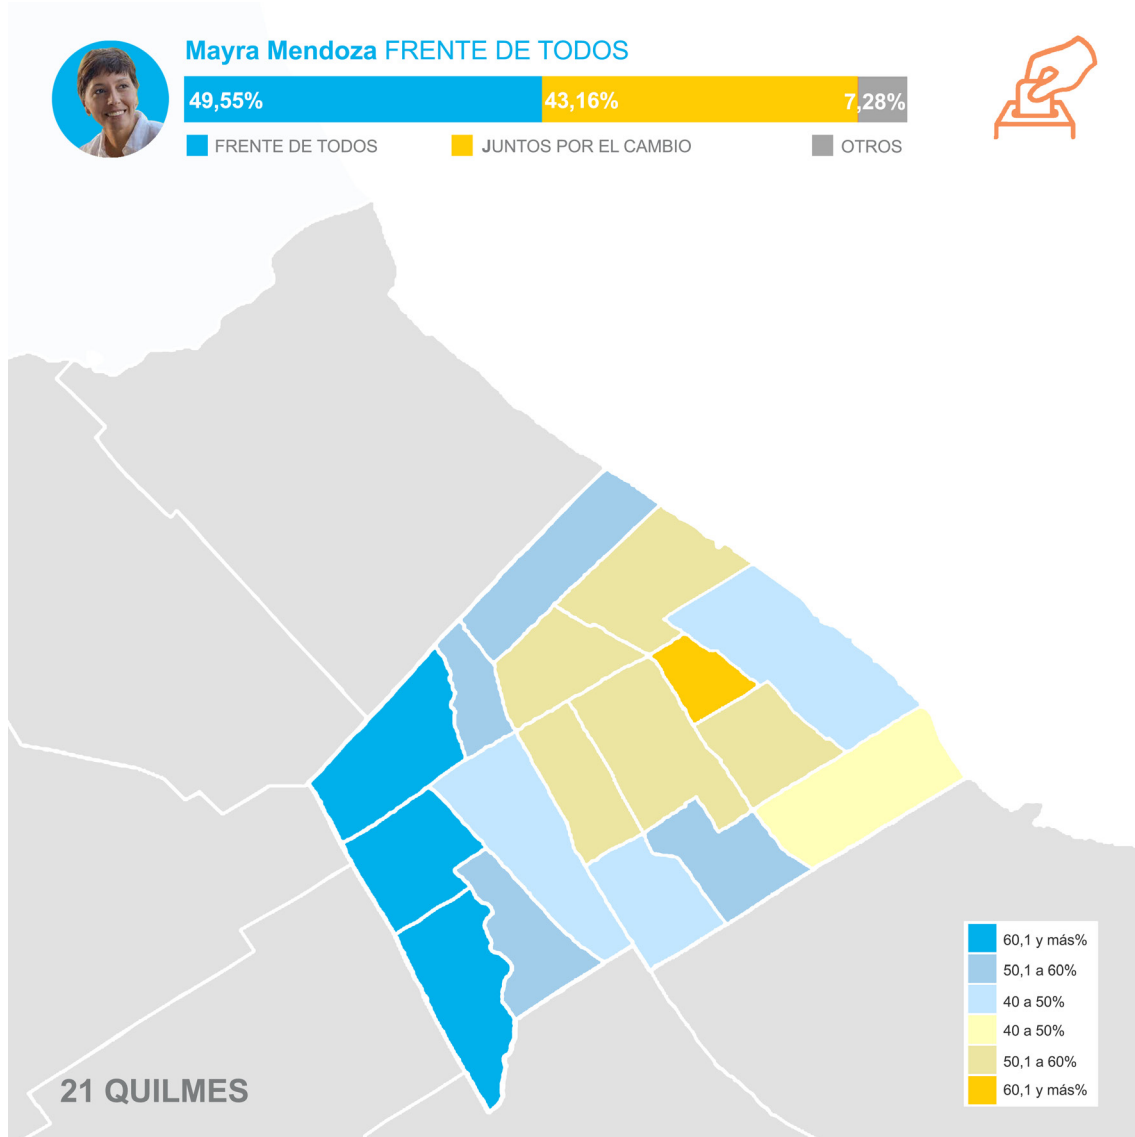 Mayra Mendoza FRENTE DE TODOS
49,55% 43,16% 7,28%
FRENTE DE TODOS JUNTOS POR EL CAMBIO OTROS
60,1 y más%
50,1 a 60%
40 a 50%
40 a 50%
50,1 a 60%
60,1 y más%
21 QUILMES